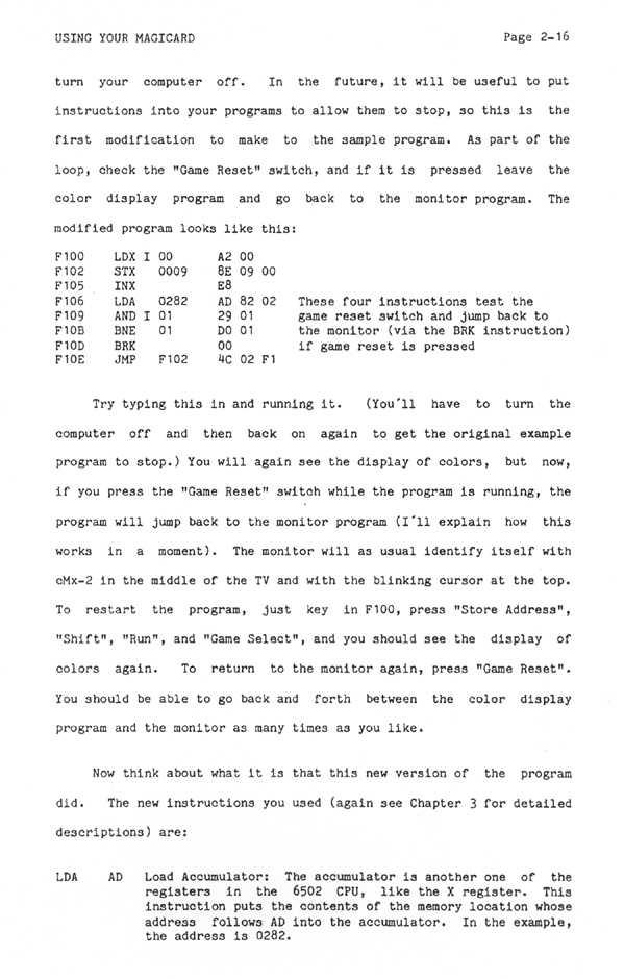 USING YOUR MAGICARD Page 2-16
turn your computer off. In the future, it will be useful to put
instructions into your programs to allow them to stop, so this is the
first modification to make to the sample program. As part of the
loop, check the "Game Reset" switch, and if it is pressed leave the
color display program and go back to the monitor program. The
modified program looks like this:
F100 LDX I 00 A2 00
F102 STX 0009 8E 09 00
F105 INX E8
F106 LDA 0282 AD 82 02 These four instructions test the
F109 AND I 01 29 01 game reset switch and jump back to
F10B BNE 01 D0 01 the monitor (via the BRK instruction)
F10D BRK 00 if game reset is pressed
F10E JMP F102 4C 02 F1
Try typing this in and running it. (You'll have to turn the
computer off and then back on again to get the original example
program to stop.) You will again see the display of colors, but now,
if you press the "Game Reset" switch while the program is running, the
program will jump back to the monitor program (I'll explain how this
works in a moment). The monitor will as usual identify itself with
cMx-2 in the middle of the TV and with the blinking cursor at the top.
To restart the program, just key in F100, press "Store Address",
"Shift", "Run", and "Game Select", and you should see the display of
colors again. To return to the monitor again, press "Game Reset".
You should be able to go back and forth between the color display
program and the monitor as many times as you like.
Now think about what it is that this new version of the program
did. The new instructions you used (again see Chapter 3 for detailed
descriptions) are:
LDA AD Load Accumulator: The accumulator is another one of the
registers in the 6502 CPU, like the X register. This
instruction puts the contents of the memory location whose
address follows AD into the accumulator. In the example,
the address is 0282.